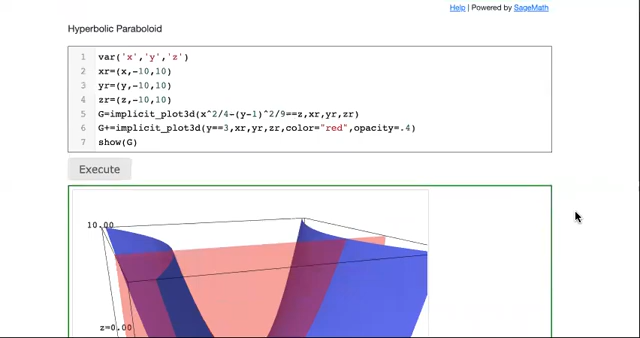 Help | Powered by SageMath
Hyperbolic Paraboloid
1 var('x','y','z')
2 xr=(x,-10,10)
3 yr=(y,-10,10)
4 zr=(z,-10,10)
5 G=implicit_plot3d(x^2/4-(y-1)^2/9==z,xr,yr,zr)
6 G+=implicit_plot3d(y==3,xr,yr,zr,color="red",opacity=.4)
7 show(G)
Execute
10.00
z=0.00